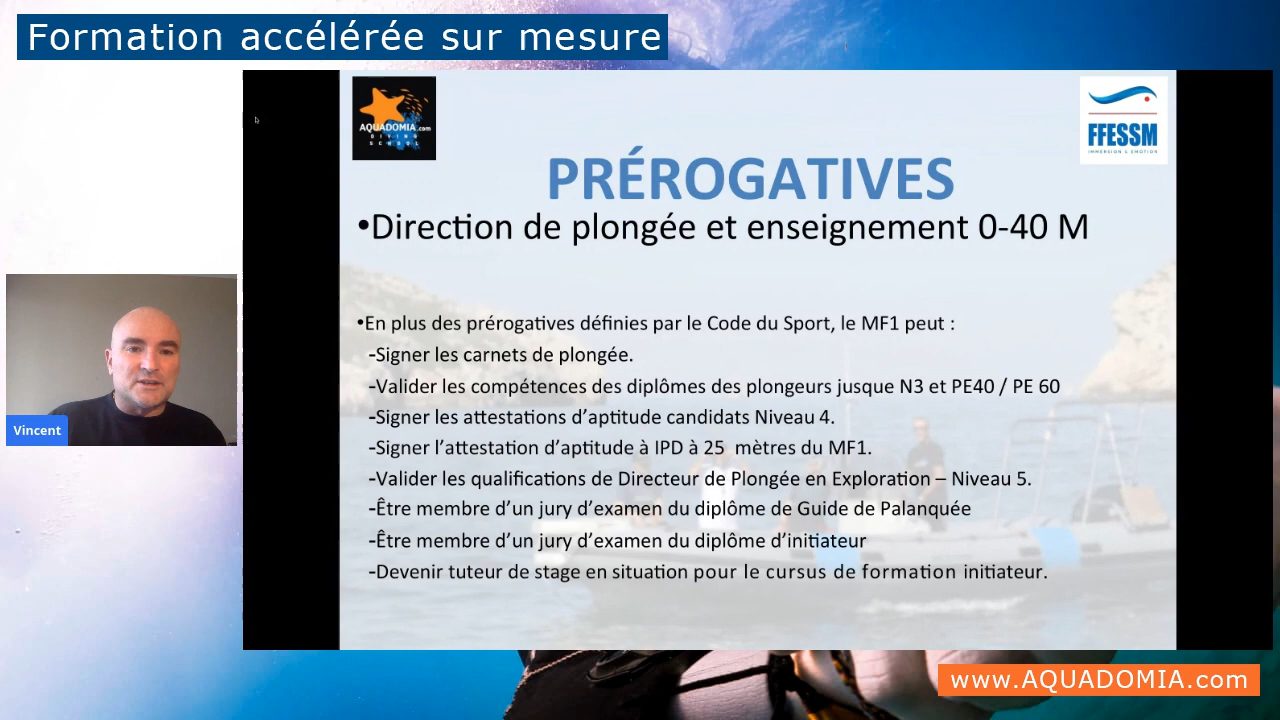 Formation accélérée sur mesure
AQUADOMIA.com
DIVING
SCHOOL
FFESSM
IMMERSION & EMOTION
PRÉROGATIVES
•Direction de plongée et enseignement 0-40 M
•En plus des prérogatives définies par le Code du Sport, le MF1 peut :
-Signer les carnets de plongée.
-Valider les compétences des diplômes des plongeurs jusque N3 et PE40 / PE 60
-Signer les attestations d’aptitude candidats Niveau 4.
-Signer l’attestation d’aptitude à IPD à 25 mètres du MF1.
-Valider les qualifications de Directeur de Plongée en Exploration – Niveau 5.
-Être membre d’un jury d’examen du diplôme de Guide de Palanquée
-Être membre d’un jury d’examen du diplôme d’initiateur
-Devenir tuteur de stage en situation pour le cursus de formation initiateur.
Vincent
www.AQUADOMIA.com